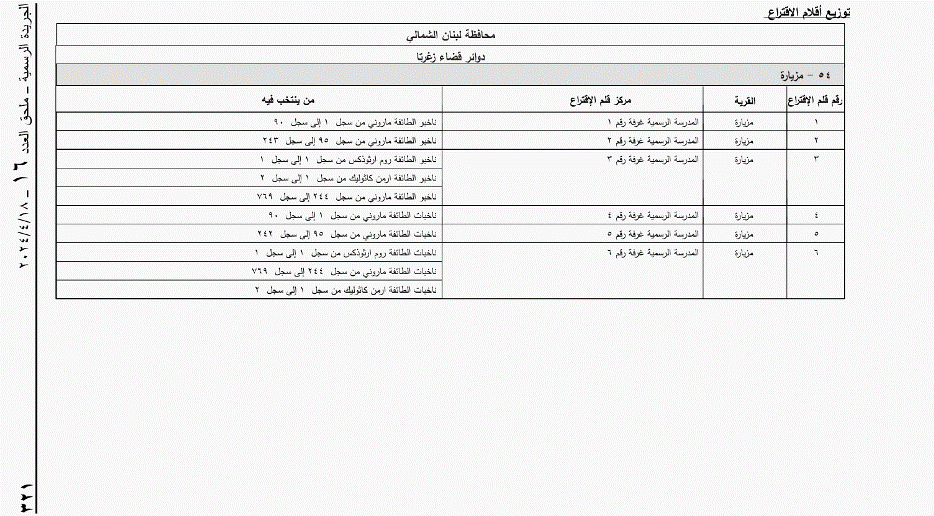 توزيع أقلام الاقتراع
محافظة لبنان الشمالي
دوائر قضاء زغرتا
٥٤ - مزيارة
رقم قلم الإقتراع القرية مركز قلم الإقتراع من ينتخب فيه
١ مزيارة المدرسة الرسمية غرفة رقم ١ ناخبو الطائفة ماروني من سجل ١ إلى سجل ٩٠
٢ مزيارة المدرسة الرسمية غرفة رقم ٢ ناخبو الطائفة ماروني من سجل ٩٥ إلى سجل ٢٤٣
٣ مزيارة المدرسة الرسمية غرفة رقم ٣ ناخبو الطائفة روم ارثوذكس من سجل ١ إلى سجل ١
ناخبو الطائفة ارمن كاثوليك من سجل ١ إلى سجل ٢
ناخبو الطائفة ماروني من سجل ٢٤٤ إلى سجل ٧٦٩
٤ مزيارة المدرسة الرسمية غرفة رقم ٤ ناخبات الطائفة ماروني من سجل ١ إلى سجل ٩٠
٥ مزيارة المدرسة الرسمية غرفة رقم ٥ ناخبات الطائفة ماروني من سجل ٩٥ إلى سجل ٢٤٢
٦ مزيارة المدرسة الرسمية غرفة رقم ٦ ناخبات الطائفة روم ارثوذكس من سجل ١ إلى سجل ١
ناخبات الطائفة ماروني من سجل ٢٤٤ إلى سجل ٧٦٩
ناخبات الطائفة ارمن كاثوليك من سجل ١ إلى سجل ٢
الجريدة الرسمية - ملحق العدد ١٦ - ٢٠٢٤/٤/١٨
٣٢١